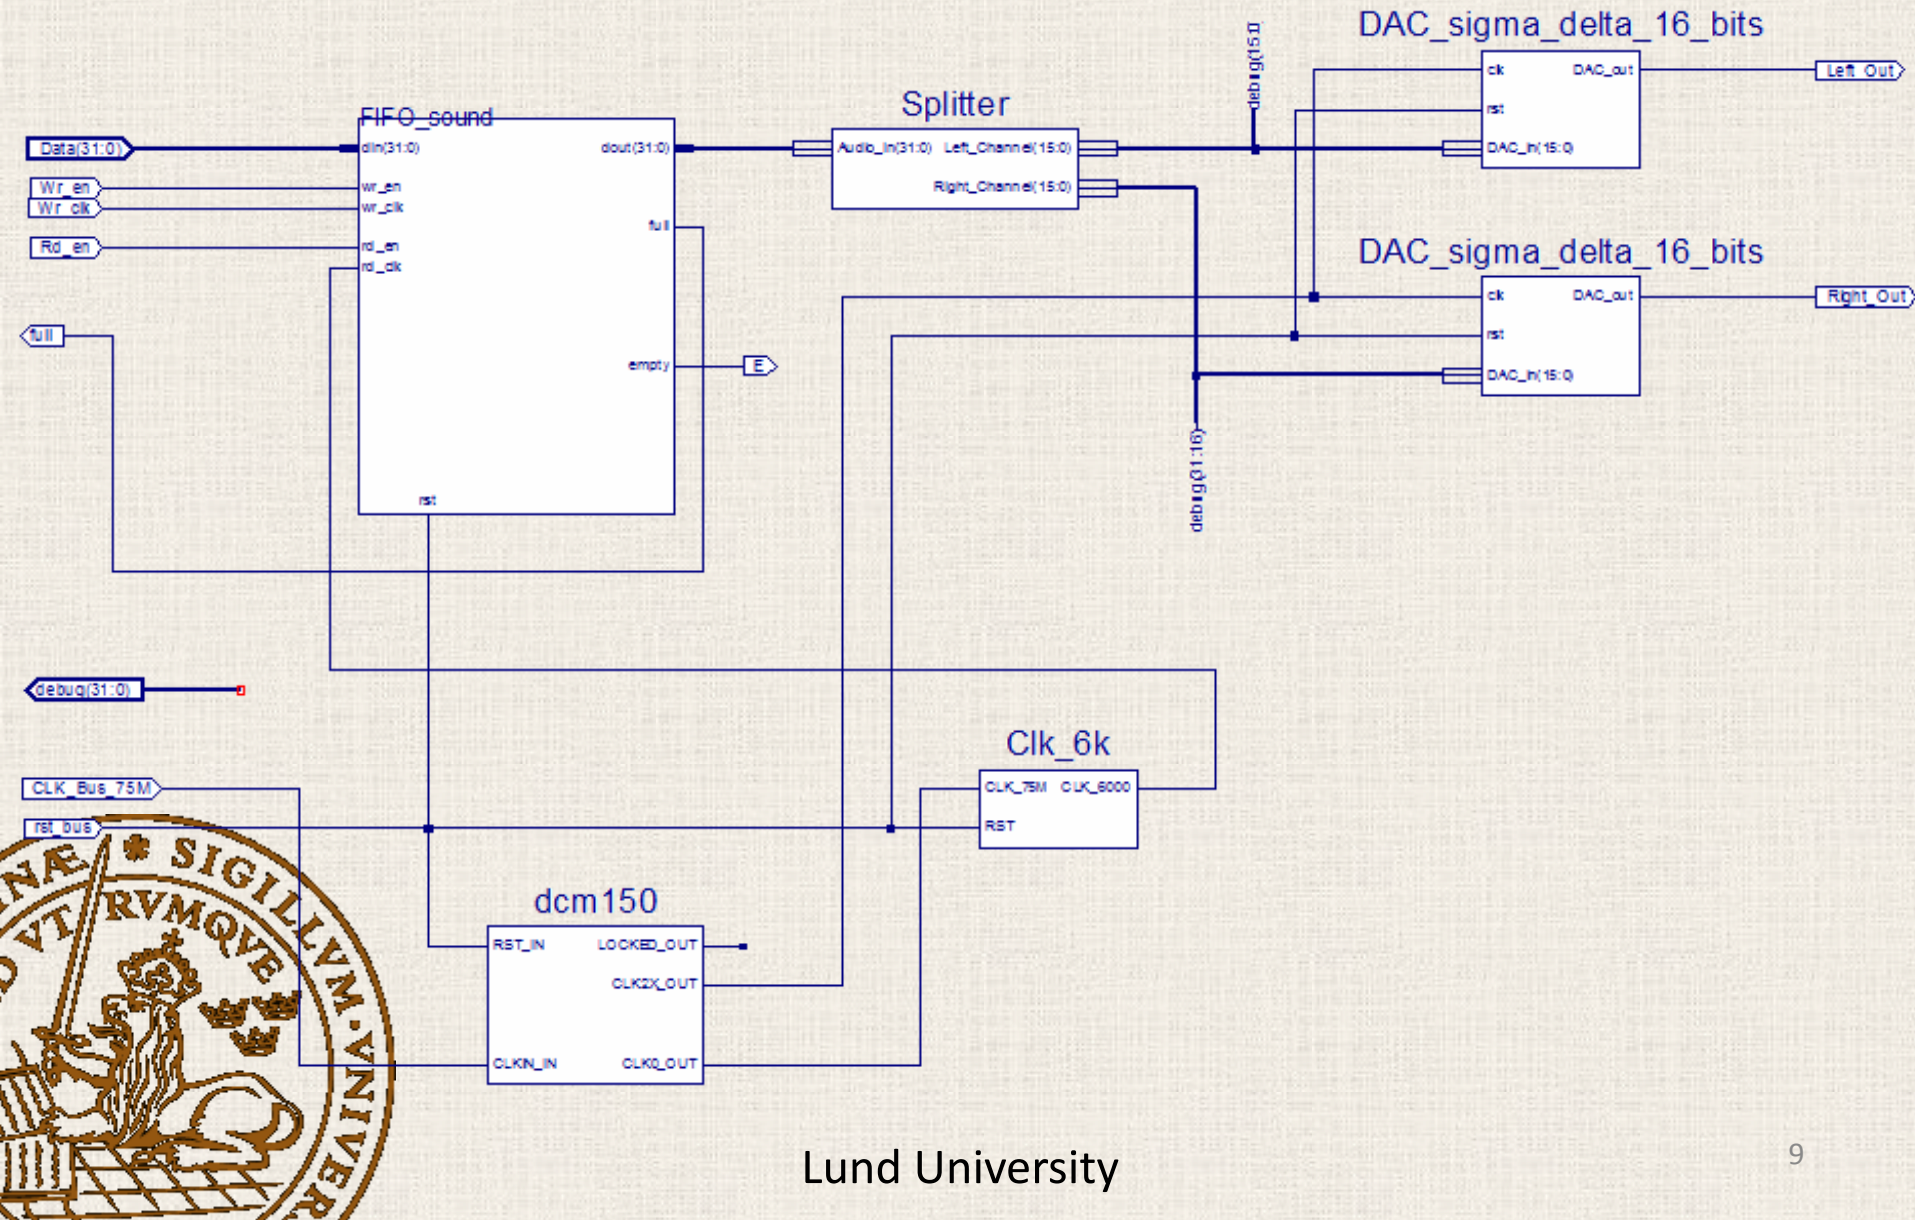 DAC_sigma_delta_16_bits
clk DAC_out
rst
DAC_in(15:0)
Left_Out
debug(15:0)
Splitter
Audio_in(31:0) Left_Channel(15:0)
Right_Channel(15:0)
FIFO_sound
din(31:0) dout(31:0)
wr_en
wr_clk
full
rd_en
rd_clk
empty
rst
Data(31:0)
Wr_en
Wr_clk
Rd_en
full
E
DAC_sigma_delta_16_bits
clk DAC_out
rst
DAC_in(15:0)
Right_Out
debug(31:16)
debug(31:0)
Clk_6k
CLK_75M CLK_6000
RST
CLK_Bus_75M
rst_bus
dcm150
RST_IN LOCKED_OUT
CLK2X_OUT
CLKIN_IN CLK0_OUT
SIGILLVM·VNIVER
RVMQVE
VT
Lund University
9